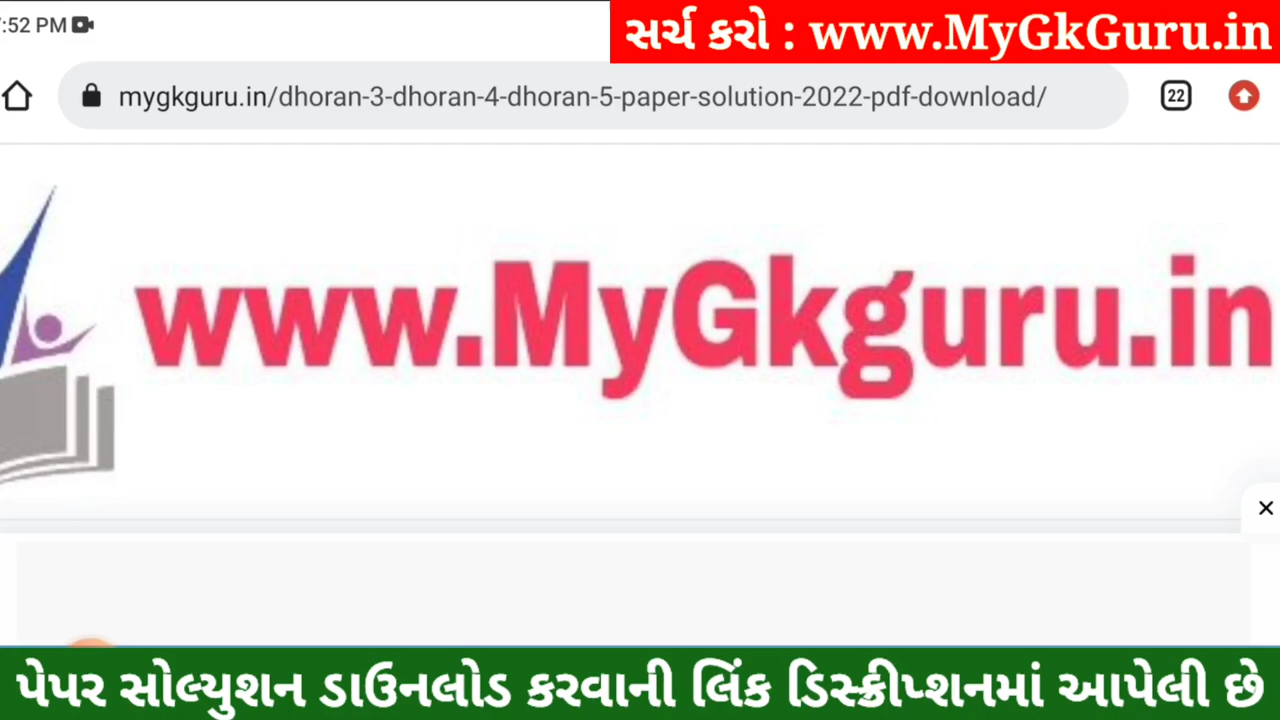 :52 PM
સર્ચ કરો : www.MyGkGuru.in
mygkguru.in/dhoran-3-dhoran-4-dhoran-5-paper-solution-2022-pdf-download/
22
www.MyGkguru.in
પેપર સોલ્યુશન ડાઉનલોડ કરવાની લિંક ડિસ્ક્રીપ્શનમાં આપેલી છે